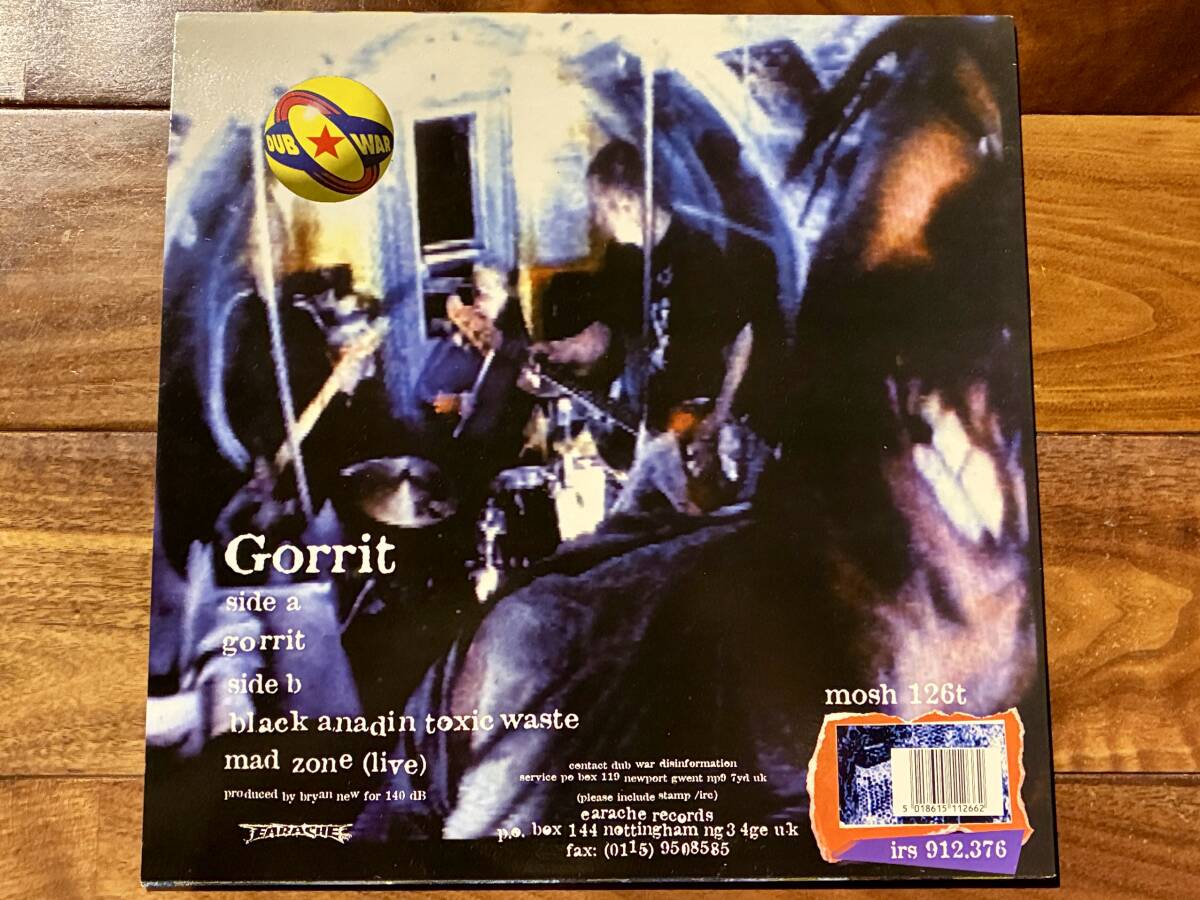 DUB WAR
Gorrit
side a
gorrit
side b
black anadin toxic waste
mad zone (live)
produced by bryan new for 140 dB
EARACHE
contact dub war disinformation
service po box 119 newport gwent np9 7yd uk
(please include stamp /irc)
earache records
p.o. box 144 nottingham ng3 4ge u.k
fax: (0115) 9508585
mosh 126t
5 018615 112662
irs 912.376